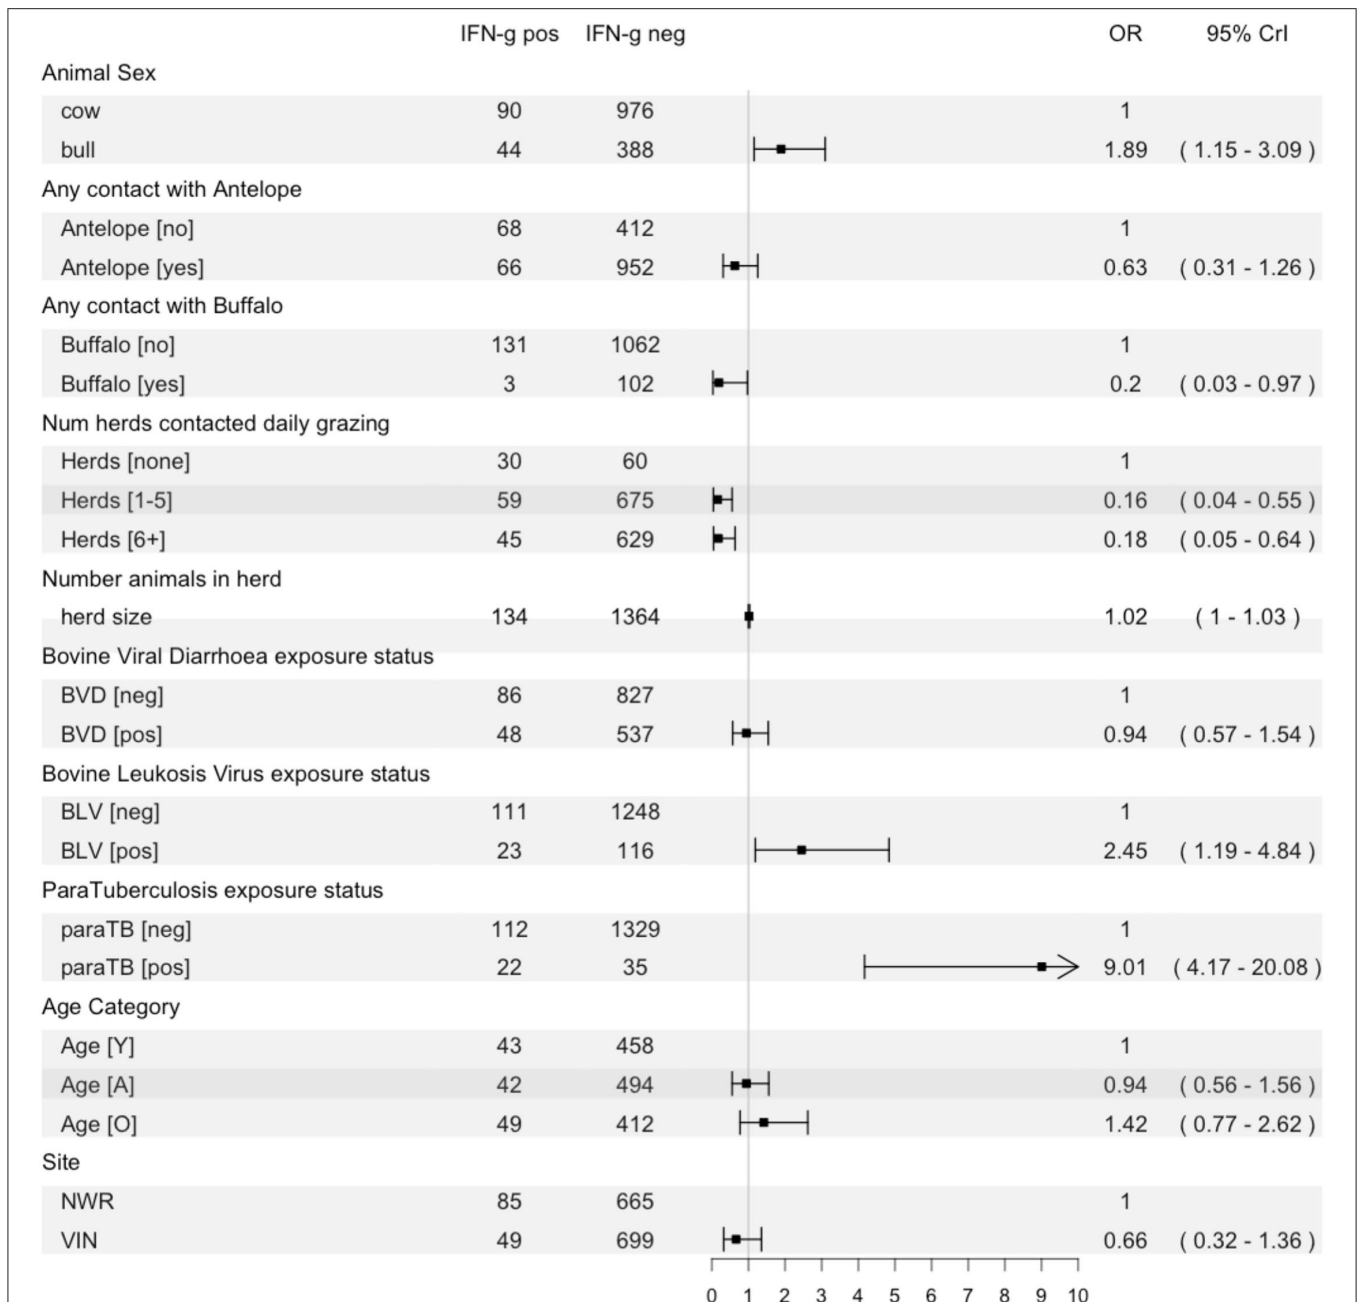 IFN-g pos IFN-g neg OR 95% CrI
Animal Sex
cow 90 976 1
bull 44 388 1.89 ( 1.15 - 3.09 )
Any contact with Antelope
Antelope [no] 68 412 1
Antelope [yes] 66 952 0.63 ( 0.31 - 1.26 )
Any contact with Buffalo
Buffalo [no] 131 1062 1
Buffalo [yes] 3 102 0.2 ( 0.03 - 0.97 )
Num herds contacted daily grazing
Herds [none] 30 60 1
Herds [1-5] 59 675 0.16 ( 0.04 - 0.55 )
Herds [6+] 45 629 0.18 ( 0.05 - 0.64 )
Number animals in herd
herd size 134 1364 1.02 ( 1 - 1.03 )
Bovine Viral Diarrhoea exposure status
BVD [neg] 86 827 1
BVD [pos] 48 537 0.94 ( 0.57 - 1.54 )
Bovine Leukosis Virus exposure status
BLV [neg] 111 1248 1
BLV [pos] 23 116 2.45 ( 1.19 - 4.84 )
ParaTuberculosis exposure status
paraTB [neg] 112 1329 1
paraTB [pos] 22 35 9.01 ( 4.17 - 20.08 )
Age Category
Age [Y] 43 458 1
Age [A] 42 494 0.94 ( 0.56 - 1.56 )
Age [O] 49 412 1.42 ( 0.77 - 2.62 )
Site
NWR 85 665 1
VIN 49 699 0.66 ( 0.32 - 1.36 )
0 1 2 3 4 5 6 7 8 9 10